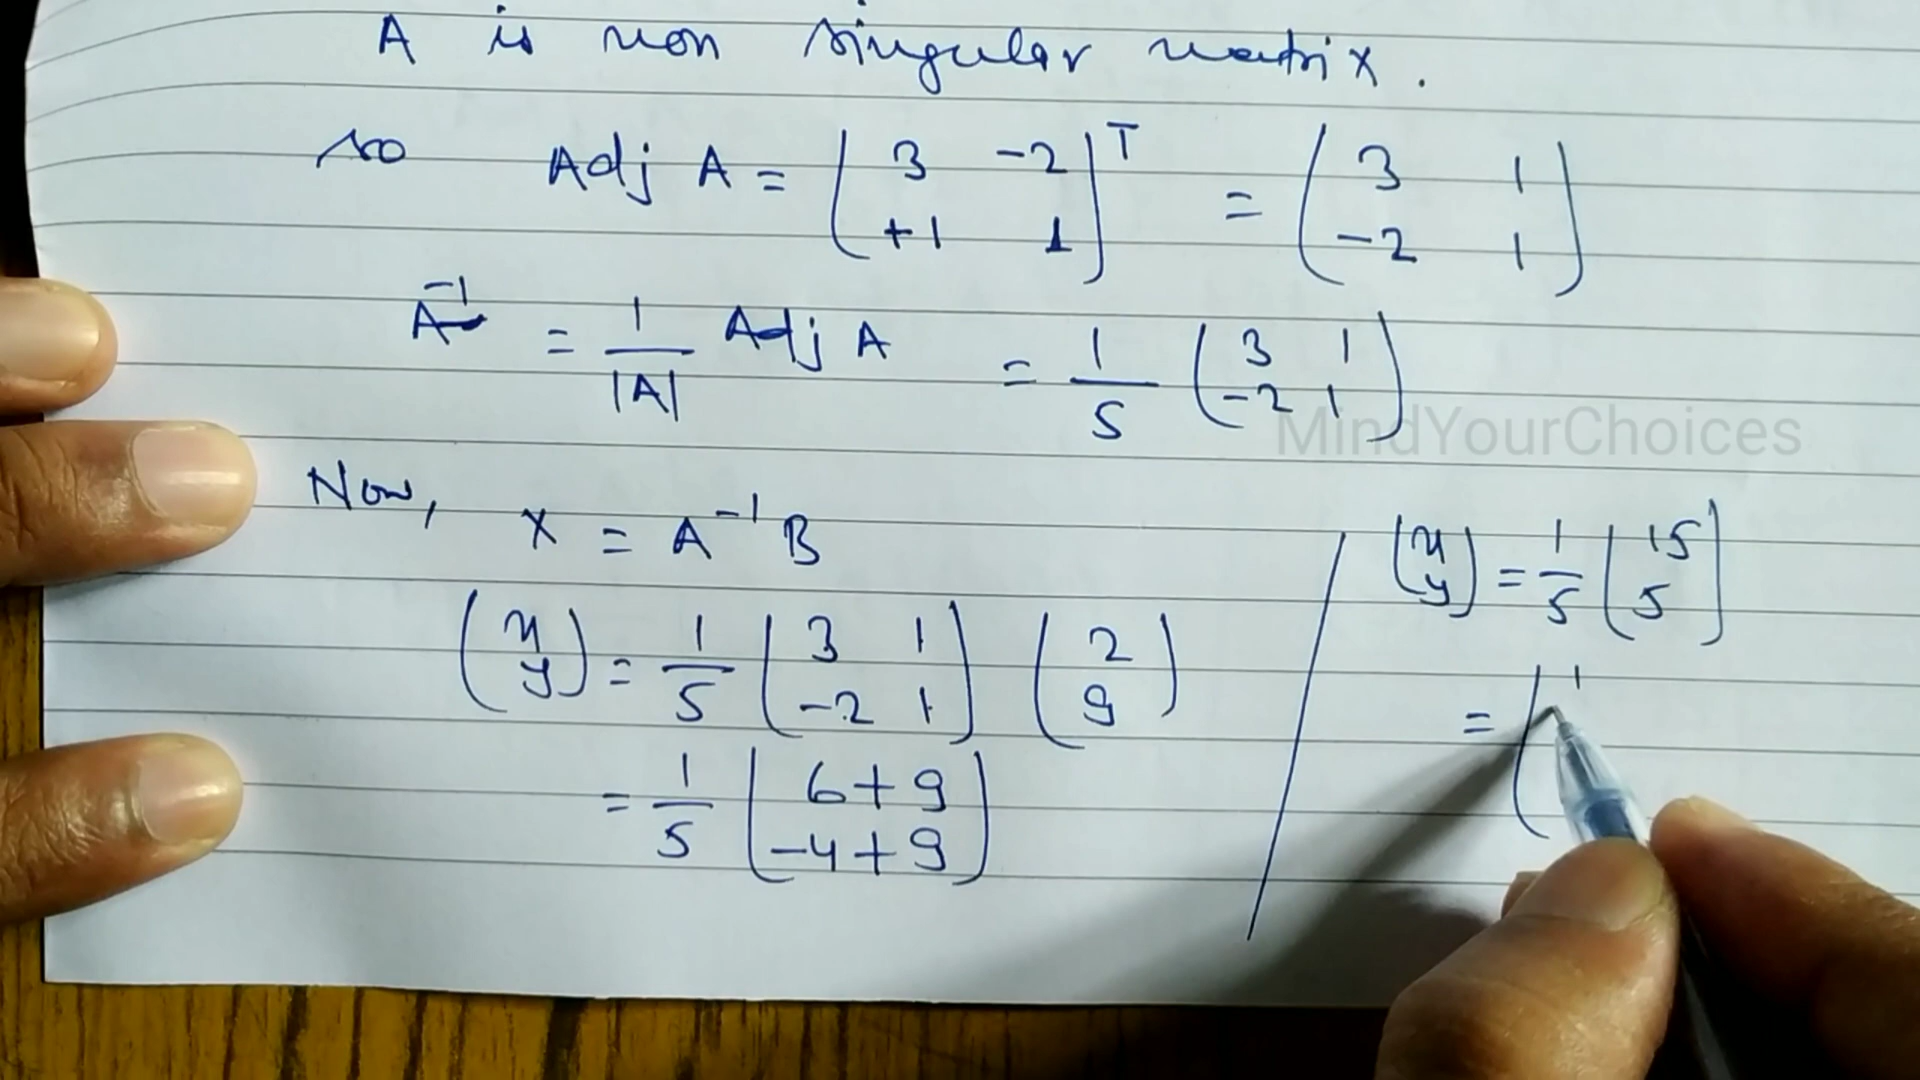 A is non singular matrix.
so Adj A = ( 3 -2 +1 1 )^T = ( 3 1 -2 1 )
A^-1 = 1/|A| Adj A = 1/5 ( 3 1 -2 1 )
MindYourChoices
Now, X = A^-1 B
( x y ) = 1/5 ( 3 1 -2 1 ) ( 2 9 )
= 1/5 ( 6+9 -4+9 )
( x y ) = 1/5 ( 15 5 )
= ( 1